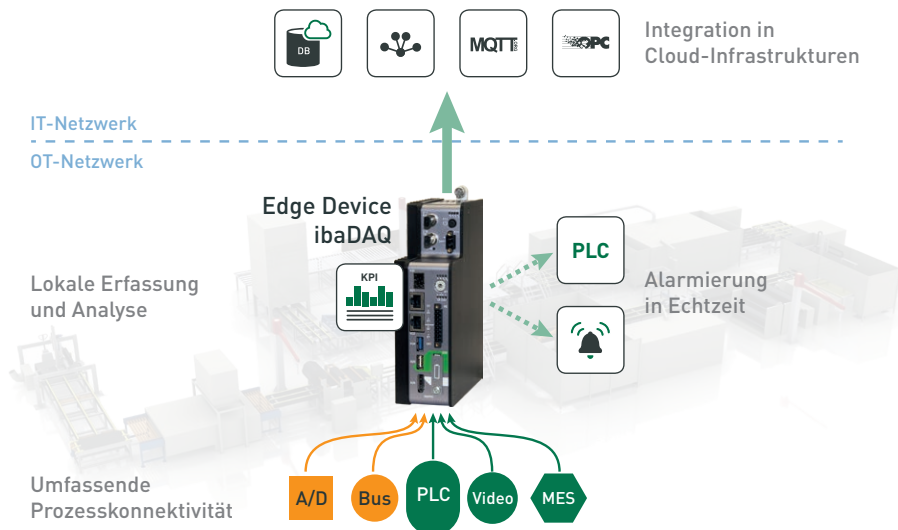 DB
MQTT
OPC
Integration in
Cloud-Infrastrukturen
IT-Netzwerk
OT-Netzwerk
Edge Device
ibaDAQ
KPI
PLC
Lokale Erfassung
und Analyse
Alarmierung
in Echtzeit
Umfassende
Prozesskonnektivität
A/D
Bus
PLC
Video
MES